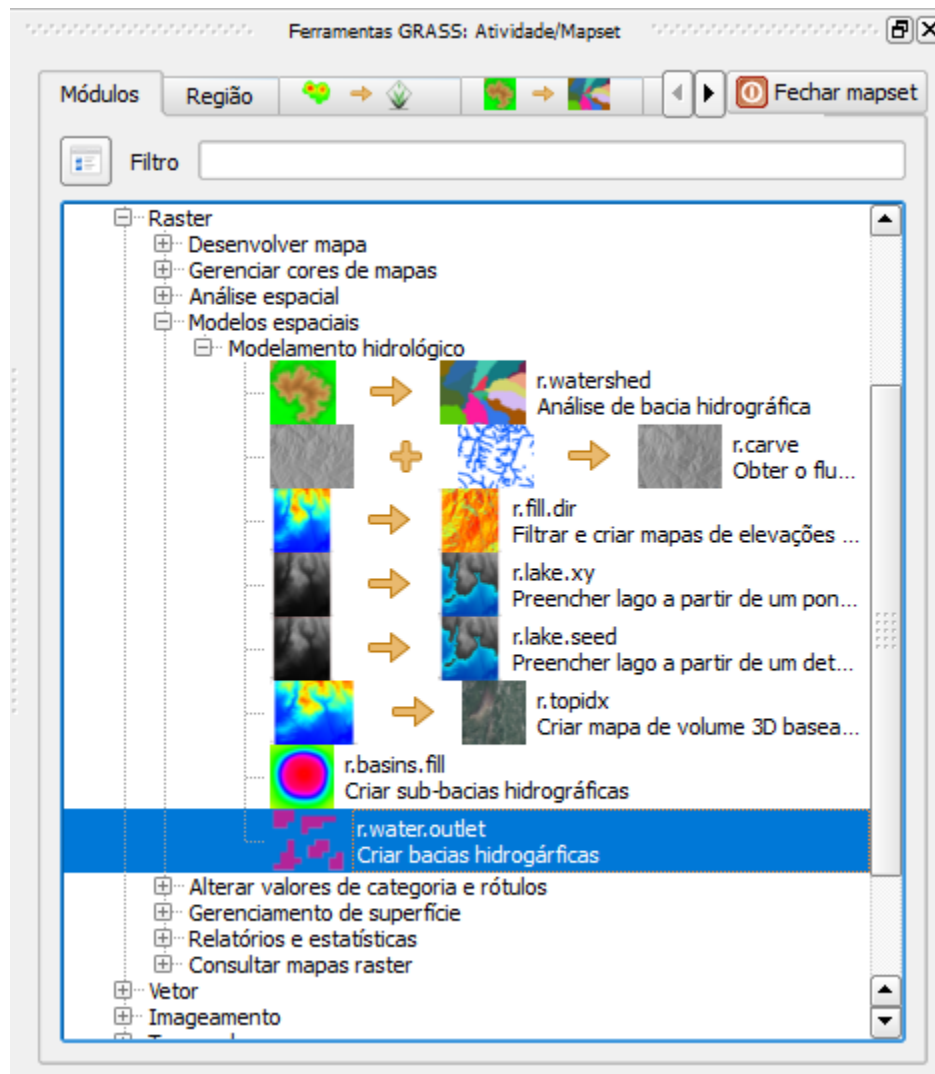 Ferramentas GRASS: Atividade/Mapset
Módulos
Região
Fechar mapset
Filtro
Raster
Desenvolver mapa
Gerenciar cores de mapas
Análise espacial
Modelos espaciais
Modelamento hidrológico
r.watershed
Análise de bacia hidrográfica
r.carve
Obter o flu...
r.fill.dir
Filtrar e criar mapas de elevações ...
r.lake.xy
Preencher lago a partir de um pon...
r.lake.seed
Preencher lago a partir de um det...
r.topidx
Criar mapa de volume 3D basea...
r.basins.fill
Criar sub-bacias hidrográficas
r.water.outlet
Criar bacias hidrogárficas
Alterar valores de categoria e rótulos
Gerenciamento de superfície
Relatórios e estatísticas
Consultar mapas raster
Vetor
Imageamento